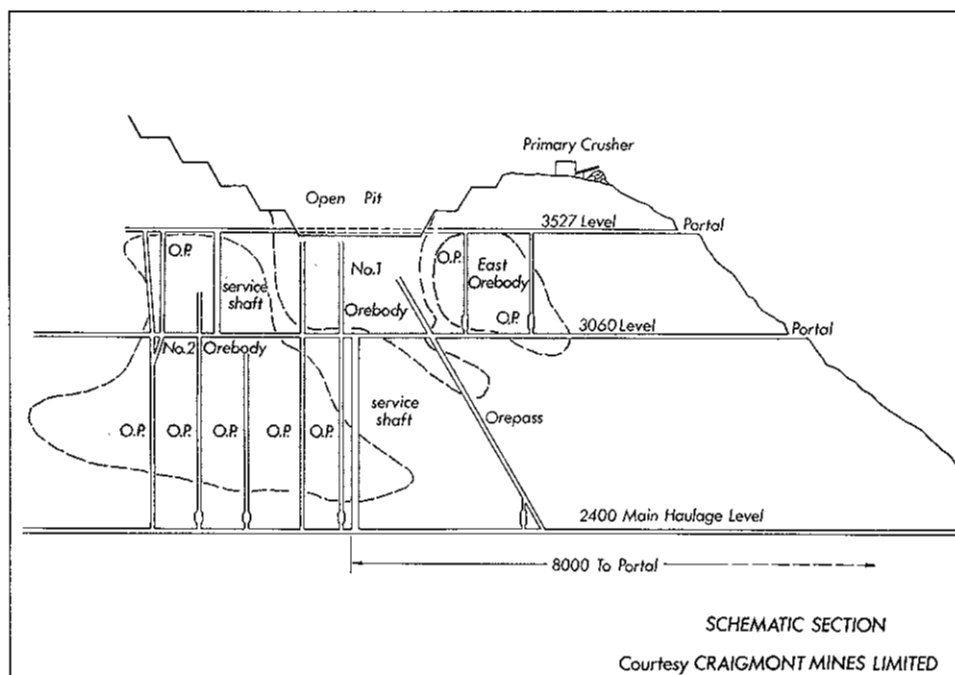 Primary Crusher
Open Pit
3527 Level
Portal
O.P.
service
shaft
No.1
Orebody
O.P.
East
Orebody
O.P.
3060 Level
Portal
No.2 Orebody
service
shaft
O.P.
O.P.
O.P.
O.P.
O.P.
Orepass
2400 Main Haulage Level
8000 To Portal
SCHEMATIC SECTION
Courtesy CRAIGMONT MINES LIMITED